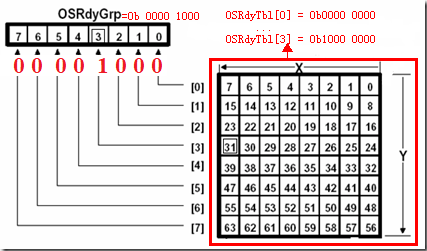 OSRdyGrp=0b 0000 1000
OSRdyTbl[0] = 0b0000 0000
...
OSRdyTbl[3] = 0b1000 0000
7 6 5 4 3 2 1 0
0 0 0 0 1 0 0 0
X
[0] 7 6 5 4 3 2 1 0
[1] 15 14 13 12 11 10 9 8
[2] 23 22 21 20 19 18 17 16
[3] 31 30 29 28 27 26 25 24
[4] 39 38 37 36 35 34 33 32
[5] 47 46 45 44 43 42 41 40
[6] 55 54 53 52 51 50 49 48
[7] 63 62 61 60 59 58 57 56
Y